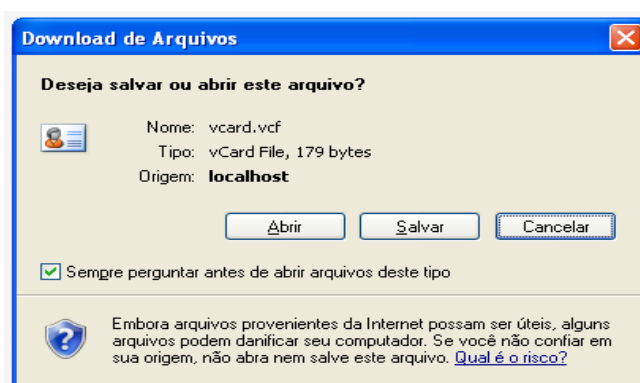 Download de Arquivos
Deseja salvar ou abrir este arquivo?
Nome: vcard.vcf
Tipo: vCard File, 179 bytes
Origem: localhost
Abrir Salvar Cancelar
Sempre perguntar antes de abrir arquivos deste tipo
Embora arquivos provenientes da Internet possam ser úteis, alguns
arquivos podem danificar seu computador. Se você não confiar em
sua origem, não abra nem salve este arquivo. Qual é o risco?